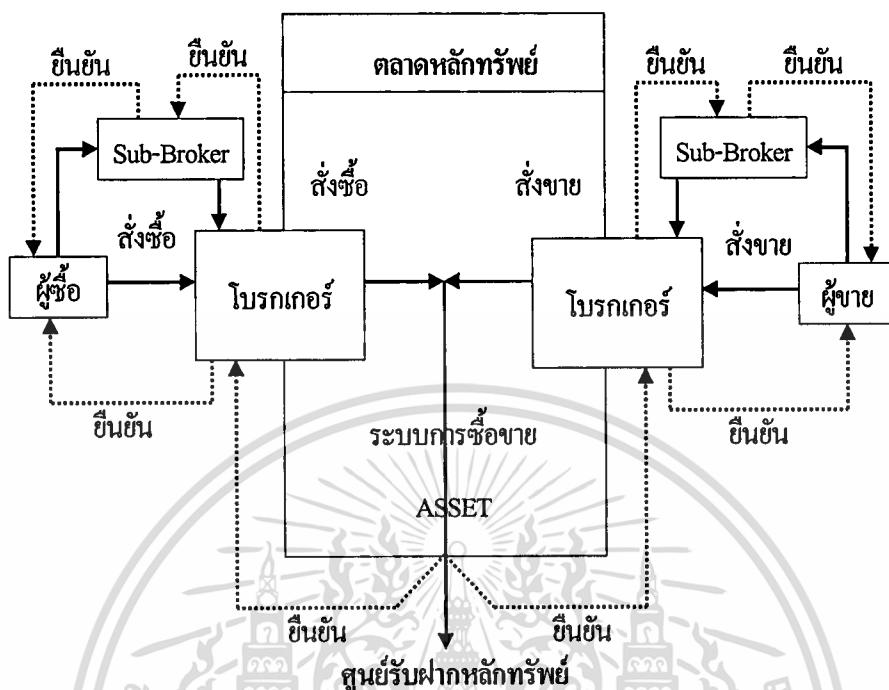 ยืนยัน
ยืนยัน
ตลาดหลักทรัพย์
ยืนยัน
ยืนยัน
Sub-Broker
Sub-Broker
สั่งซื้อ
สั่งขาย
สั่งซื้อ
สั่งขาย
ผู้ซื้อ
โบรกเกอร์
โบรกเกอร์
ผู้ขาย
ยืนยัน
ระบบการซื้อขาย
ยืนยัน
ASSET
ยืนยัน
ยืนยัน
ศูนย์รับฝากหลักทรัพย์